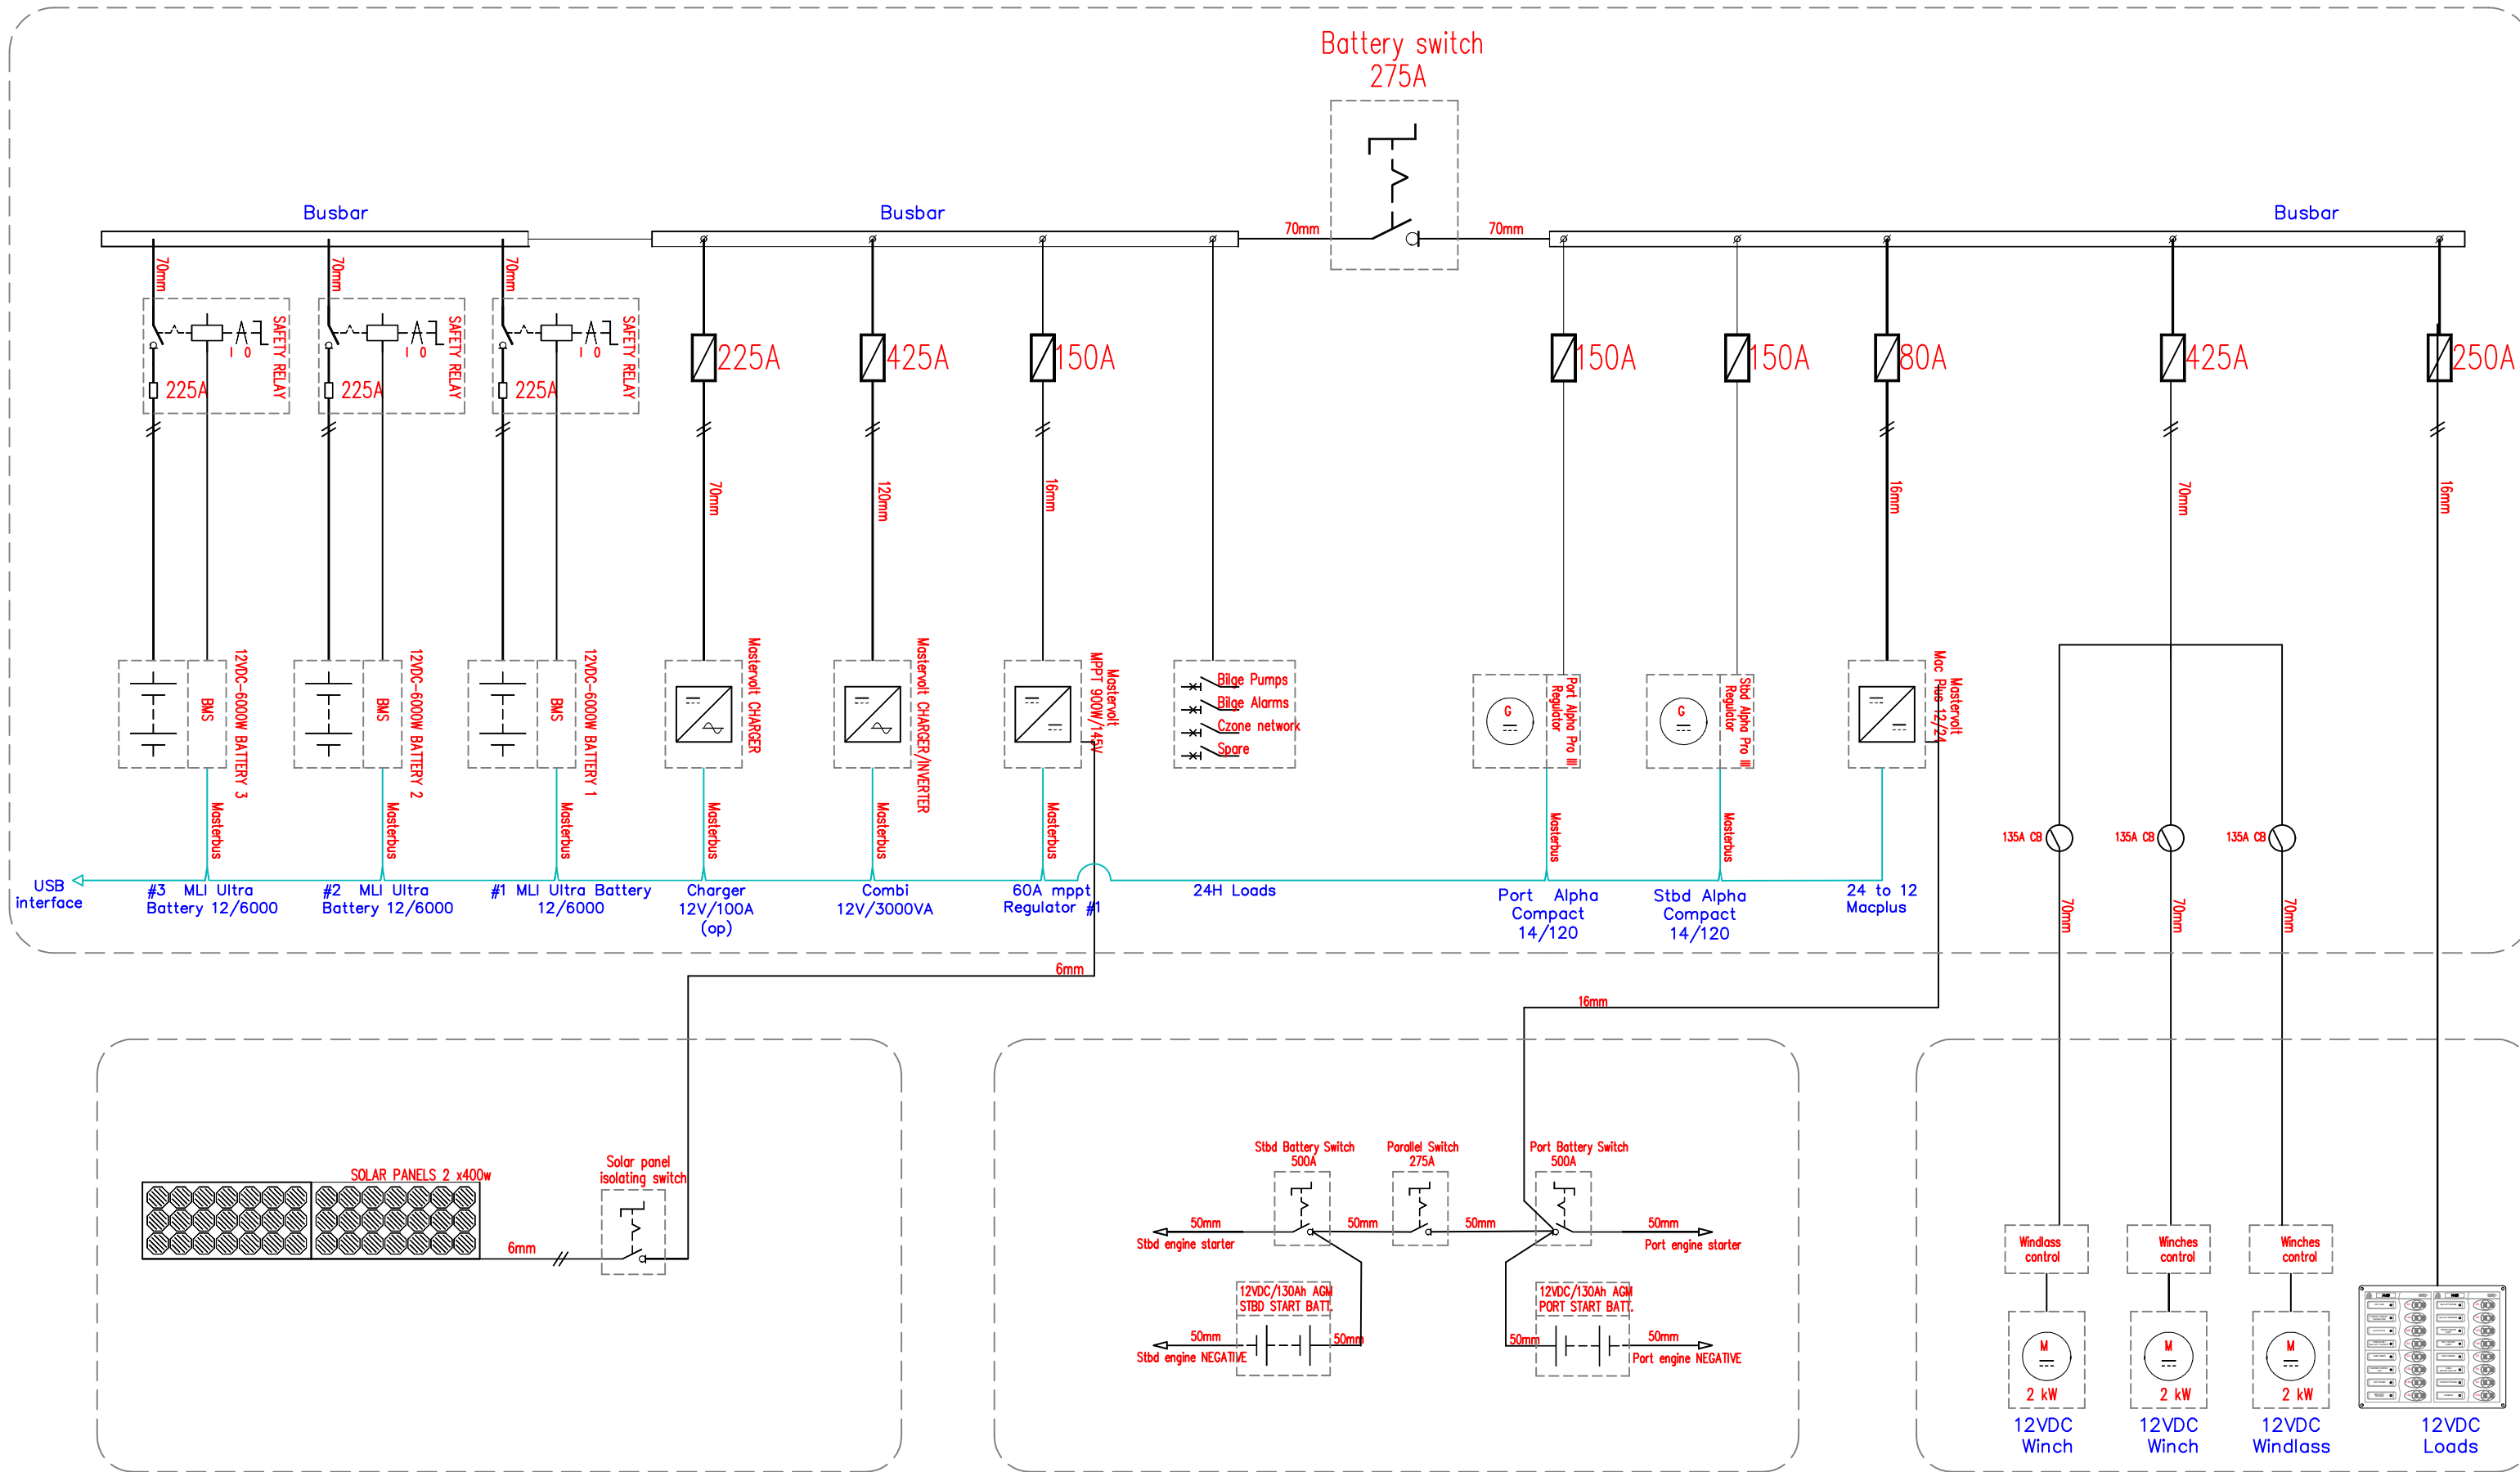 Battery switch
275A
Busbar
Busbar
Busbar
70mm
70mm
70mm
70mm
70mm
SAFETY RELAY
SAFETY RELAY
SAFETY RELAY
I O
I O
I O
225A
225A
225A
225A
425A
150A
150A
150A
80A
425A
250A
70mm
120mm
16mm
16mm
70mm
16mm
12VDC-6000W BATTERY 3
12VDC-6000W BATTERY 2
12VDC-6000W BATTERY 1
BMS
BMS
BMS
Mastervolt CHARGER
Mastervolt CHARGER/INVERTER
Mastervolt
MPPT 900W/145V
Bilge Pumps
Bilge Alarms
Czone network
Spare
G
Port Alpha Pro III
Regulator
G
Stbd Alpha Pro III
Regulator
Mastervolt
Mac Plus 12/24
Masterbus
Masterbus
Masterbus
Masterbus
Masterbus
Masterbus
Masterbus
Masterbus
135A CB
135A CB
135A CB
USB
interface
#3 MLI Ultra
Battery 12/6000
#2 MLI Ultra
Battery 12/6000
#1 MLI Ultra Battery
12/6000
Charger
12V/100A
(op)
Combi
12V/3000VA
60A mppt
Regulator #1
24H Loads
Port Alpha
Compact
14/120
Stbd Alpha
Compact
14/120
24 to 12
Macplus
70mm
70mm
70mm
6mm
16mm
SOLAR PANELS 2 x400w
6mm
Solar panel
isolating switch
Stbd Battery Switch
500A
Parallel Switch
275A
Port Battery Switch
500A
50mm
50mm
50mm
50mm
Stbd engine starter
Port engine starter
12VDC/130Ah AGM
STBD START BATT.
12VDC/130Ah AGM
PORT START BATT.
50mm
50mm
50mm
50mm
Stbd engine NEGATIVE
Port engine NEGATIVE
Windlass
control
Winches
control
Winches
control
M
M
M
2 kW
2 kW
2 kW
12VDC
Winch
12VDC
Winch
12VDC
Windlass
12VDC
Loads